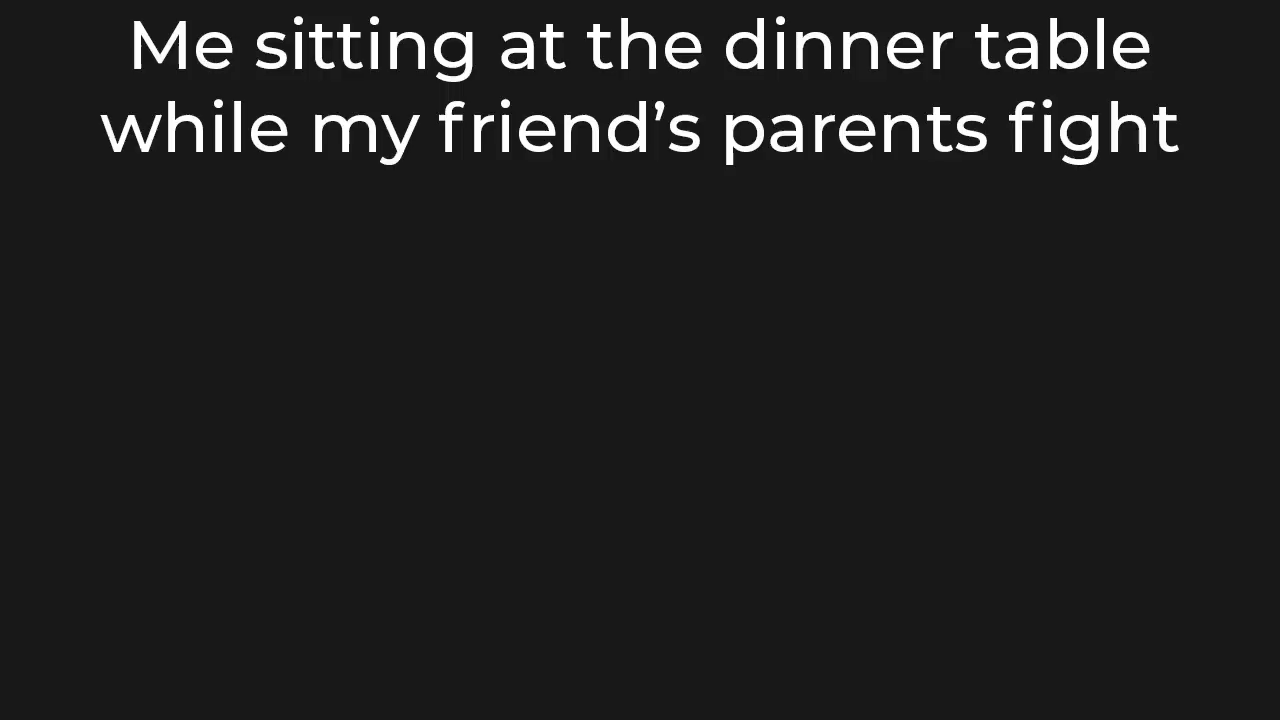 Me sitting at the dinner table
while my friend’s parents fight